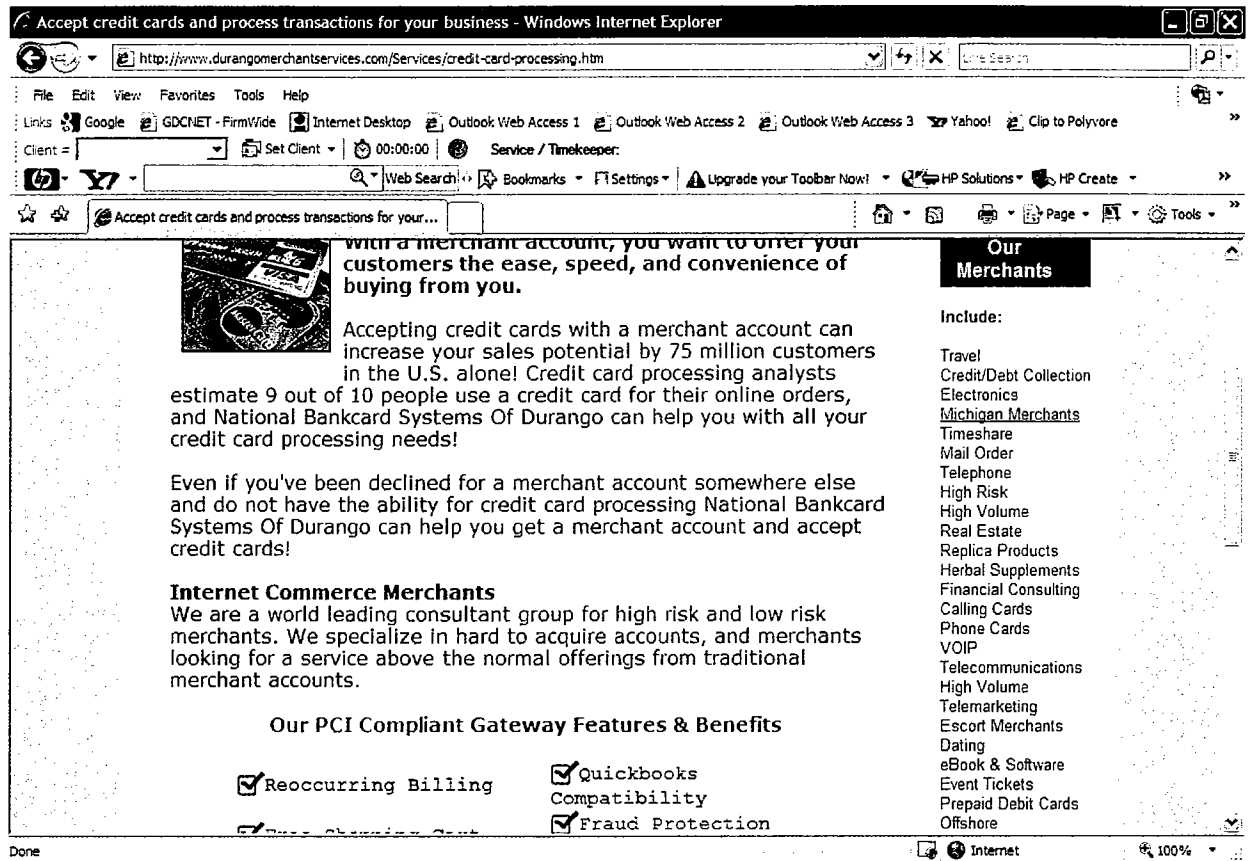 Accept credit cards and process transactions for your business - Windows Internet Explorer
http://www.durangomerchantservices.com/Services/credit-card-processing.htm
Live Search
File Edit View Favorites Tools Help
Links Google GDCNET - FirmWide Internet Desktop Outlook Web Access 1 Outlook Web Access 2 Outlook Web Access 3 Yahoo! Clip to Polyvore
Client = Set Client 00:00:00 Service / Timekeeper:
Web Search Bookmarks Settings Upgrade your Toolbar Now! HP Solutions HP Create
Accept credit cards and process transactions for your... Page Tools
With a merchant account, you want to offer your
customers the ease, speed, and convenience of
buying from you.
VISA
Accepting credit cards with a merchant account can
increase your sales potential by 75 million customers
in the U.S. alone! Credit card processing analysts
estimate 9 out of 10 people use a credit card for their online orders,
and National Bankcard Systems Of Durango can help you with all your
credit card processing needs!
Even if you've been declined for a merchant account somewhere else
and do not have the ability for credit card processing National Bankcard
Systems Of Durango can help you get a merchant account and accept
credit cards!
Internet Commerce Merchants
We are a world leading consultant group for high risk and low risk
merchants. We specialize in hard to acquire accounts, and merchants
looking for a service above the normal offerings from traditional
merchant accounts.
Our PCI Compliant Gateway Features & Benefits
Reoccurring Billing
Quickbooks
Compatibility
Fraud Protection
Our
Merchants
Include:
Travel
Credit/Debt Collection
Electronics
Michigan Merchants
Timeshare
Mail Order
Telephone
High Risk
High Volume
Real Estate
Replica Products
Herbal Supplements
Financial Consulting
Calling Cards
Phone Cards
VOIP
Telecommunications
High Volume
Telemarketing
Escort Merchants
Dating
eBook & Software
Event Tickets
Prepaid Debit Cards
Offshore
Done Internet 100%